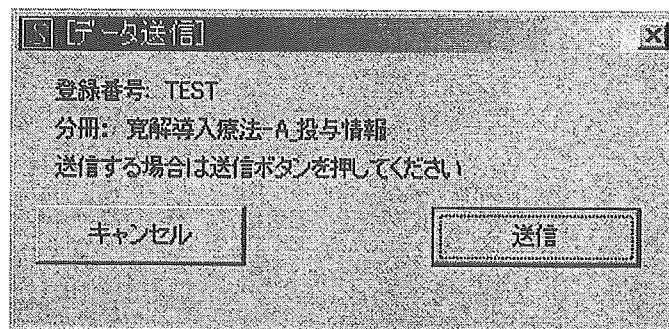 [データ送信]
登録番号: TEST
分冊: 寛解導入療法-A_投与情報
送信する場合は送信ボタンを押してください
キャンセル
送信